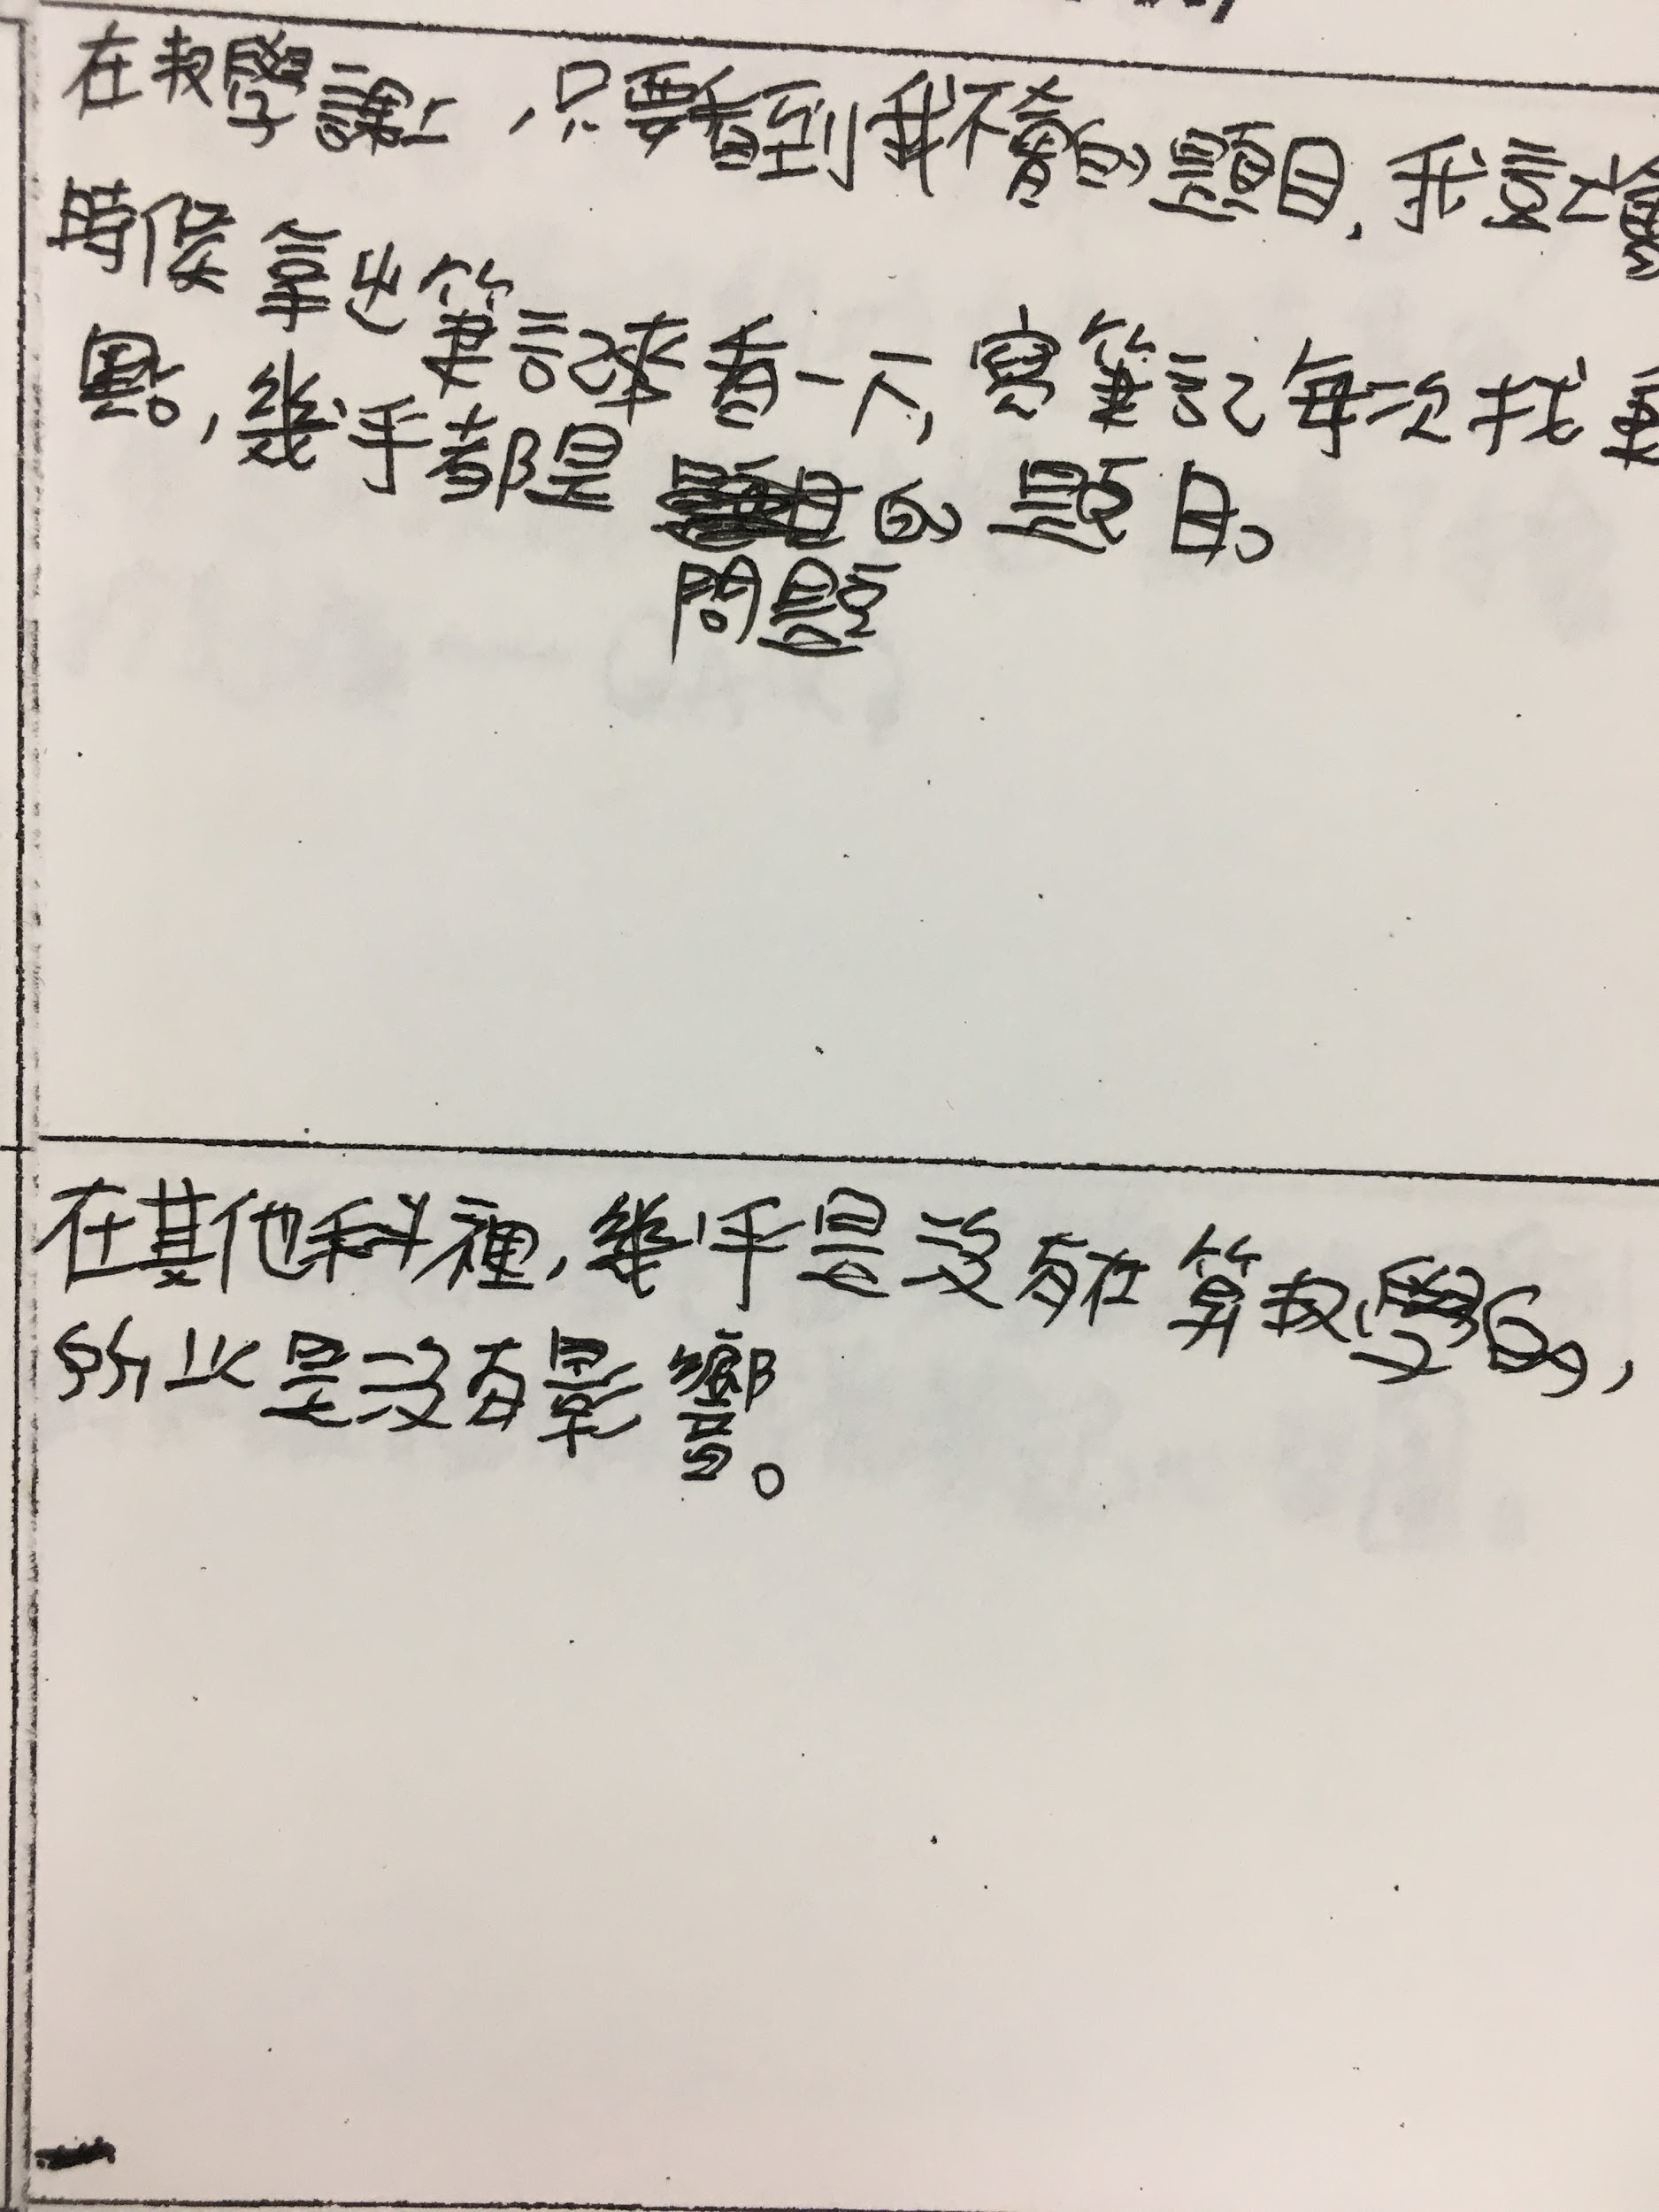 在數學課上，只要看到我不會的題目，我就會
時候拿出筆記來看一下，寫筆記每次找重
點，幾乎都是的題目。
問題
在其他科裡，幾乎是沒有在算數學的，
所以是沒有影響。